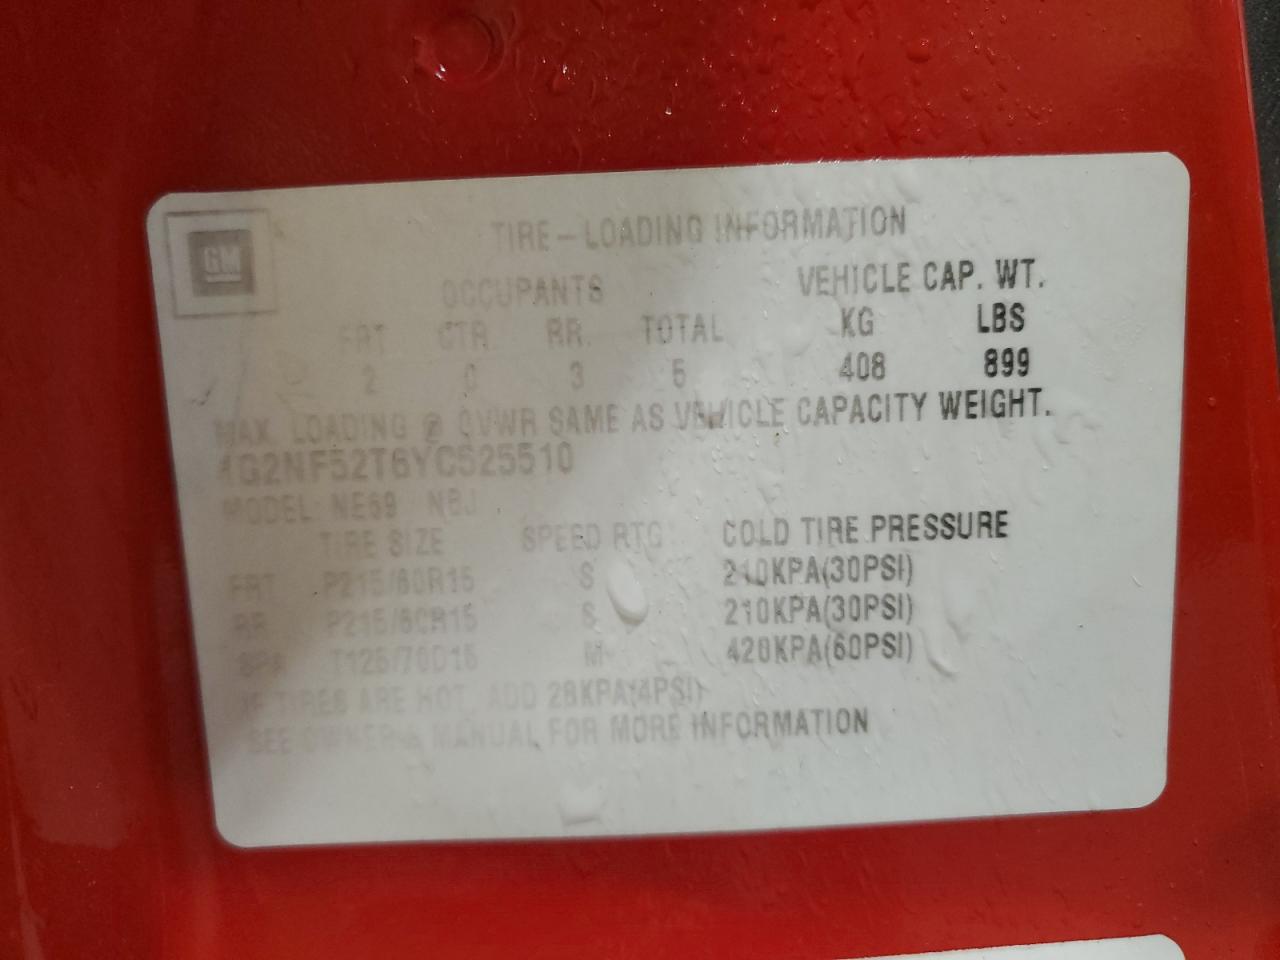 GM
TIRE-LOADING INFORMATION
OCCUPANTS VEHICLE CAP. WT.
FRT CTR RR. TOTAL KG LBS
2 0 3 5 408 899
MAX. LOADING @ GVWR SAME AS VEHICLE CAPACITY WEIGHT.
1G2NF52T6YC525510
MODEL: NE69 NBJ
TIRE SIZE SPEED RTG COLD TIRE PRESSURE
FRT P215/60R15 S 210KPA(30PSI)
RR P215/60R15 S 210KPA(30PSI)
SPA T125/70D15 M 420KPA(60PSI)
IF TIRES ARE HOT, ADD 28KPA(4PSI)
SEE OWNER'S MANUAL FOR MORE INFORMATION